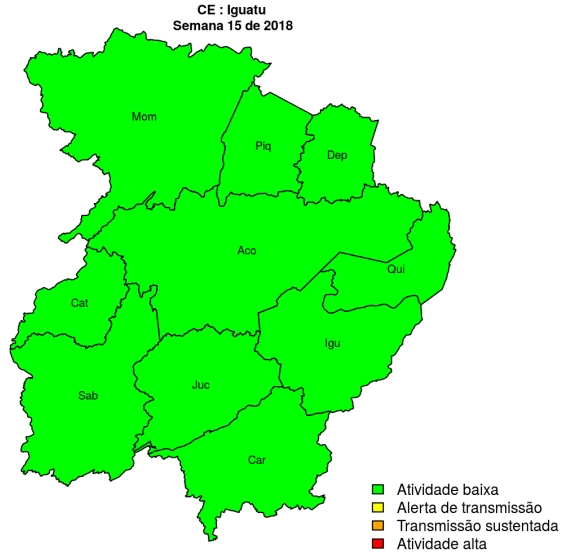 CE : Iguatu
Semana 15 de 2018
Mom
Piq
Dep
Aco
Qui
Cat
Igu
Juc
Sab
Car
Atividade baixa
Alerta de transmissão
Transmissão sustentada
Atividade alta